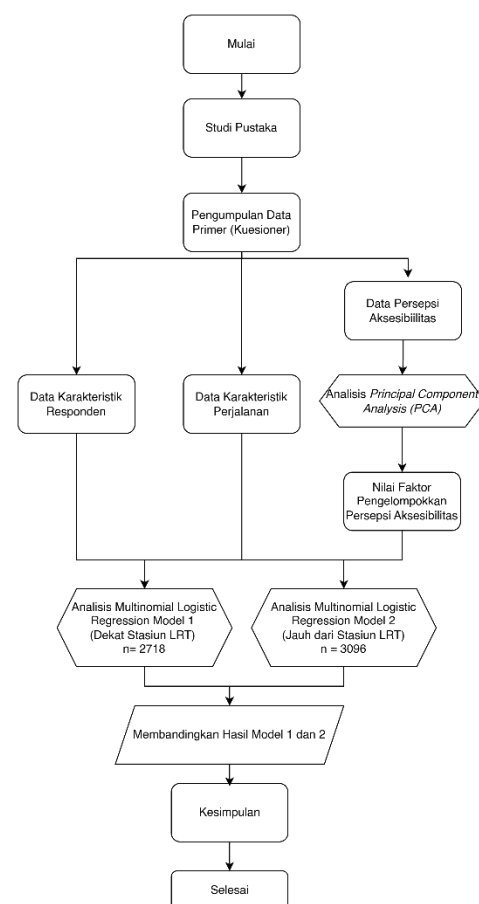 Mulai
Studi Pustaka
Pengumpulan Data
Primer (Kuesioner)
Data Persepsi
Aksesibiilitas
Data Karakteristik
Responden
Data Karakteristik
Perjalanan
Analisis Principal Component
Analysis (PCA)
Nilai Faktor
Pengelompokkan
Persepsi Aksesibilitas
Analisis Multinomial Logistic
Regression Model 1
(Dekat Stasiun LRT)
n= 2718
Analisis Multinomial Logistic
Regression Model 2
(Jauh dari Stasiun LRT)
n = 3096
Membandingkan Hasil Model 1 dan 2
Kesimpulan
Selesai